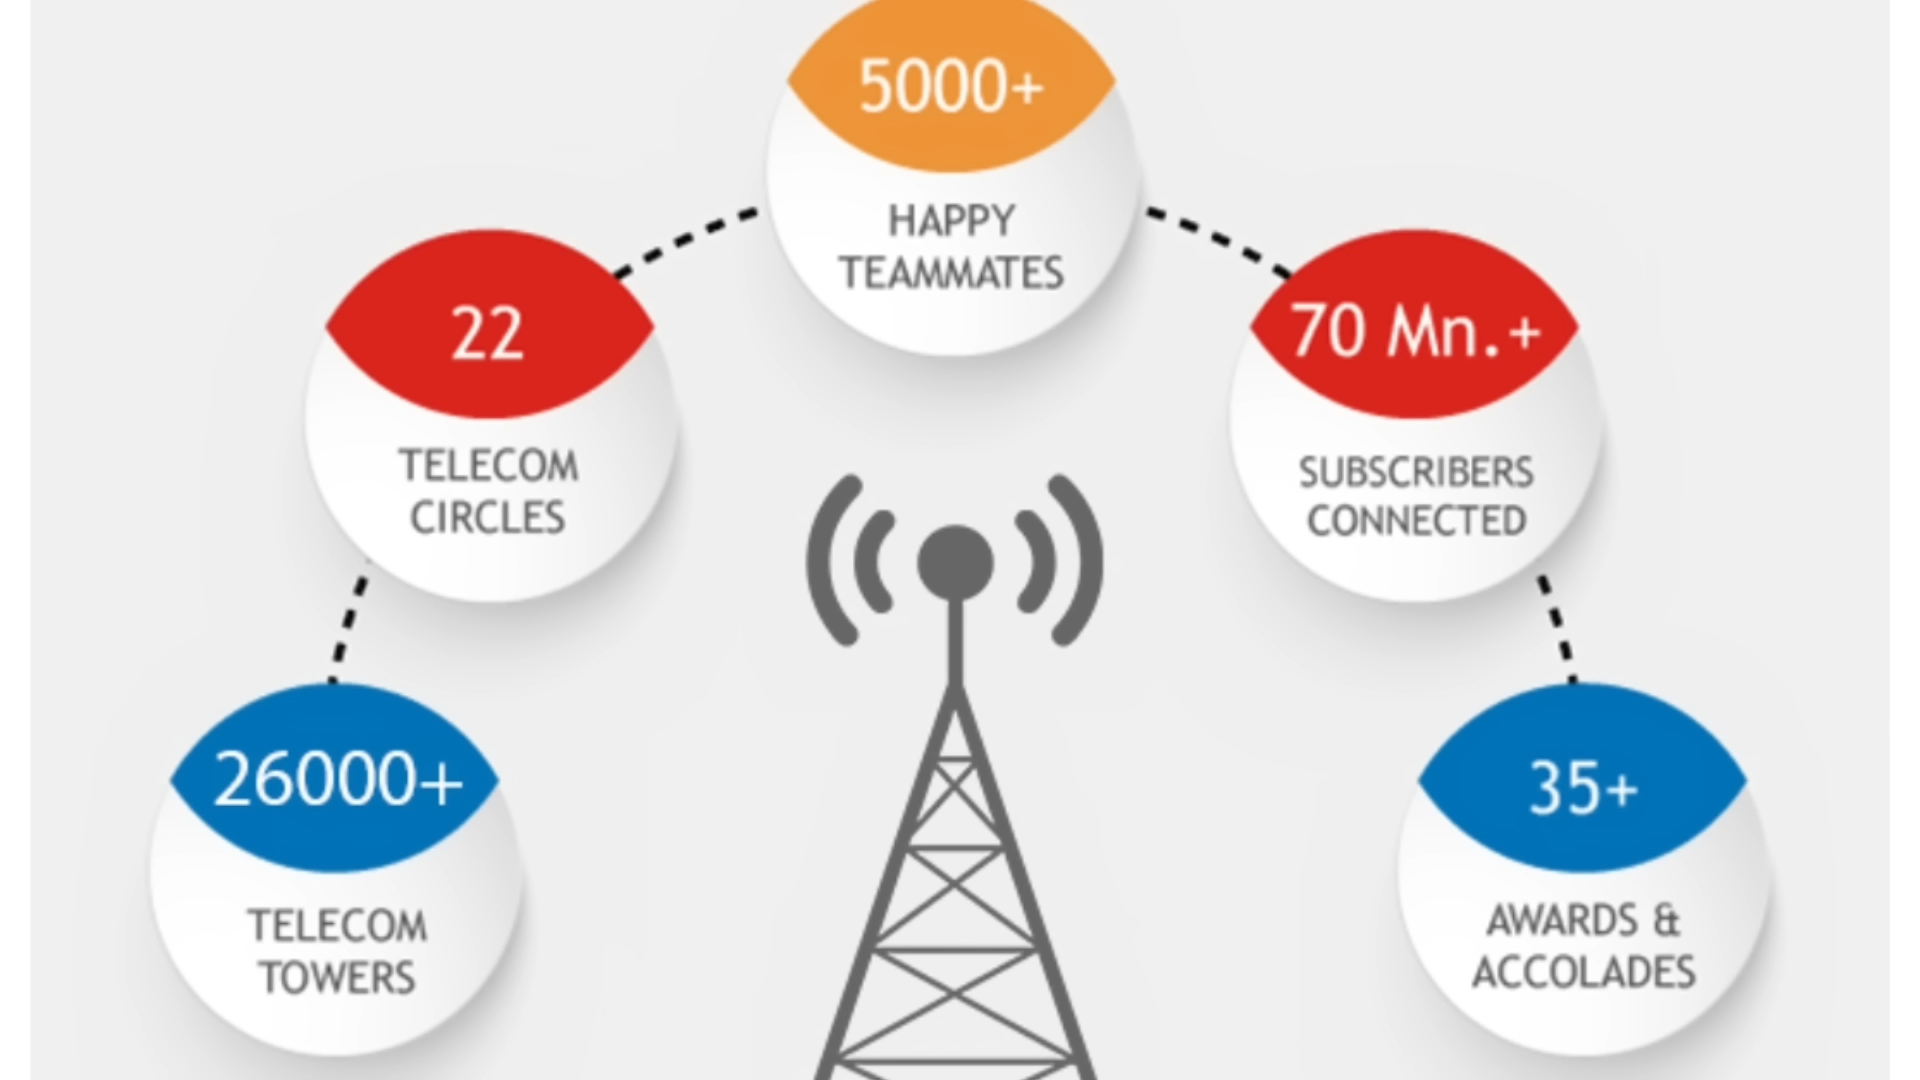 5000+
HAPPY
TEAMMATES
22
TELECOM
CIRCLES
70 Mn.+
SUBSCRIBERS
CONNECTED
26000+
TELECOM
TOWERS
35+
AWARDS &
ACCOLADES